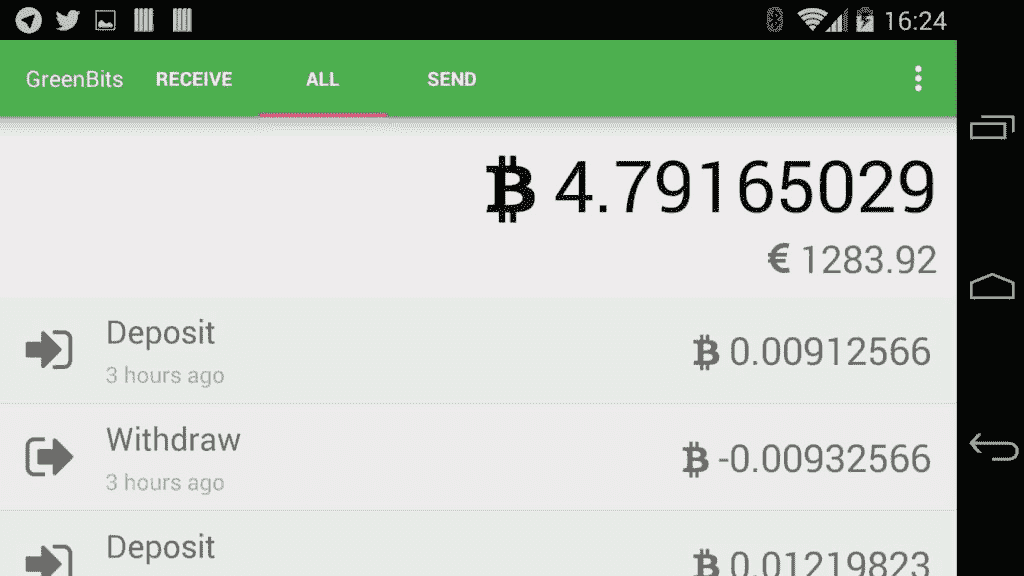 16:24
GreenBits RECEIVE ALL SEND
₿ 4.79165029
€ 1283.92
Deposit
₿ 0.00912566
3 hours ago
Withdraw
₿ -0.00932566
3 hours ago
Deposit
₿ 0.01219823